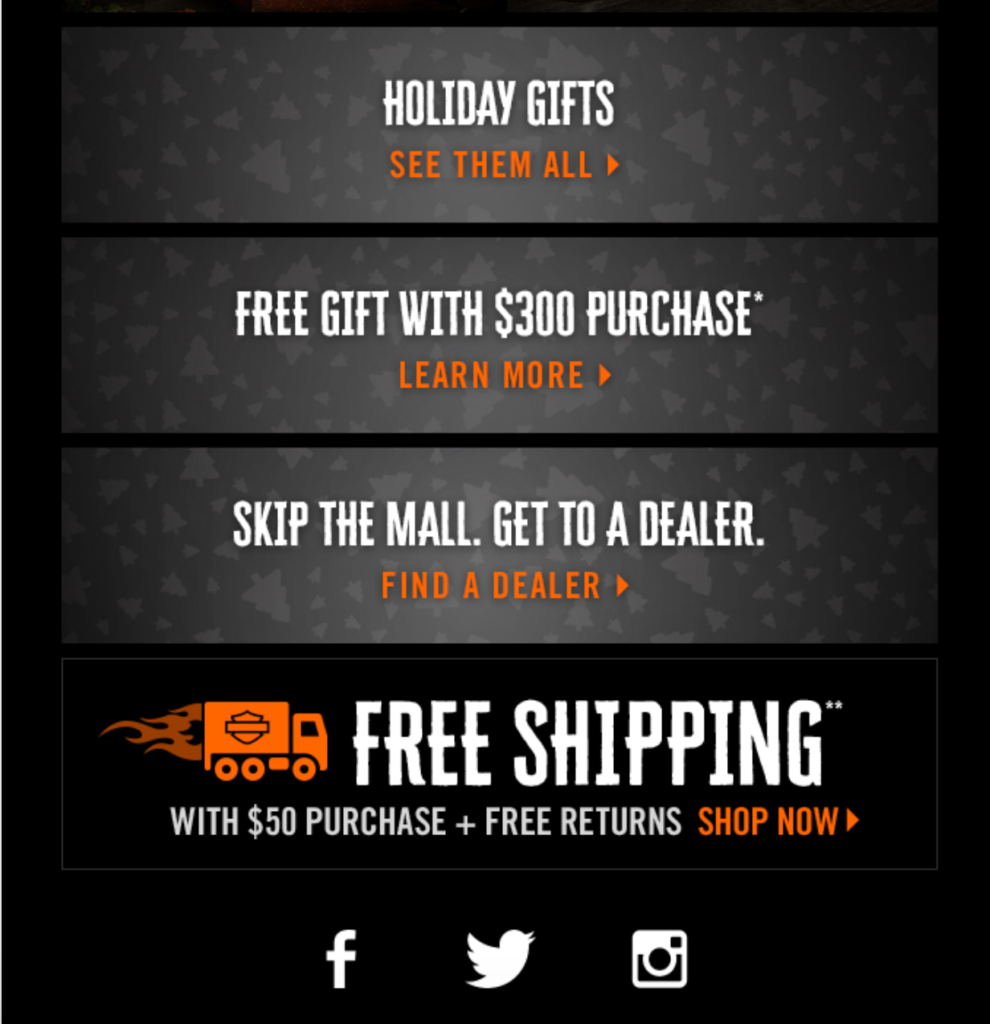 HOLIDAY GIFTS
SEE THEM ALL
FREE GIFT WITH $300 PURCHASE*
LEARN MORE
SKIP THE MALL. GET TO A DEALER.
FIND A DEALER
FREE SHIPPING**
WITH $50 PURCHASE + FREE RETURNS SHOP NOW